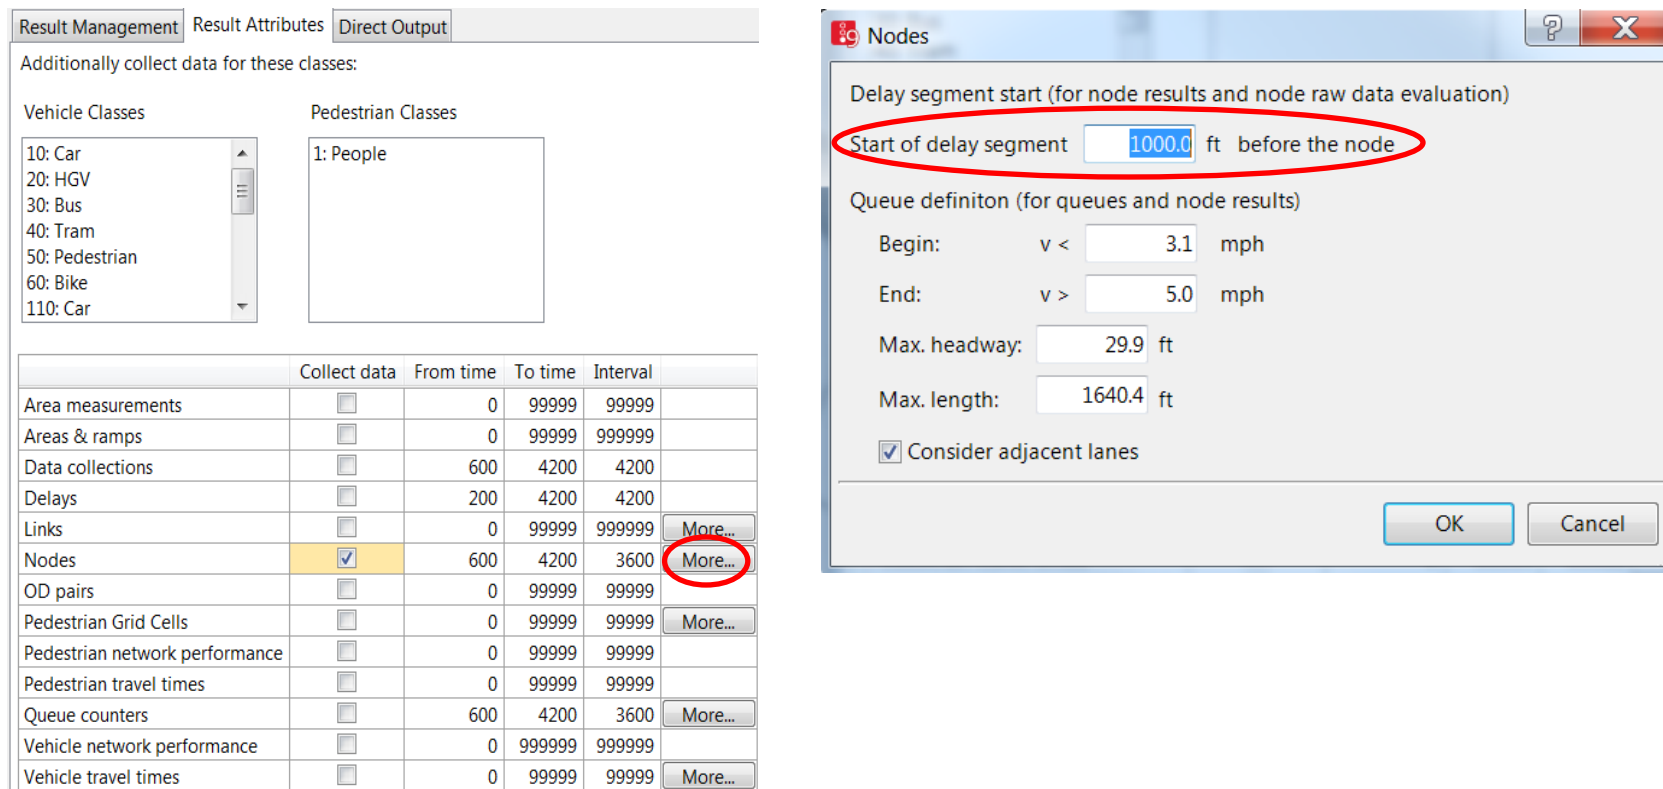 Result Management Result Attributes Direct Output
Additionally collect data for these classes:
Vehicle Classes Pedestrian Classes
10: Car 1: People
20: HGV
30: Bus
40: Tram
50: Pedestrian
60: Bike
110: Car
Collect data From time To time Interval
Area measurements 0 99999 99999
Areas & ramps 0 99999 999999
Data collections 600 4200 4200
Delays 200 4200 4200
Links 0 99999 999999 More...
Nodes 600 4200 3600 More...
OD pairs 0 99999 99999
Pedestrian Grid Cells 0 99999 99999 More...
Pedestrian network performance 0 99999 99999
Pedestrian travel times 0 99999 99999
Queue counters 600 4200 3600 More...
Vehicle network performance 0 999999 999999
Vehicle travel times 0 99999 99999 More...
Nodes
Delay segment start (for node results and node raw data evaluation)
Start of delay segment 1000.0 ft before the node
Queue definiton (for queues and node results)
Begin: v < 3.1 mph
End: v > 5.0 mph
Max. headway: 29.9 ft
Max. length: 1640.4 ft
Consider adjacent lanes
OK Cancel